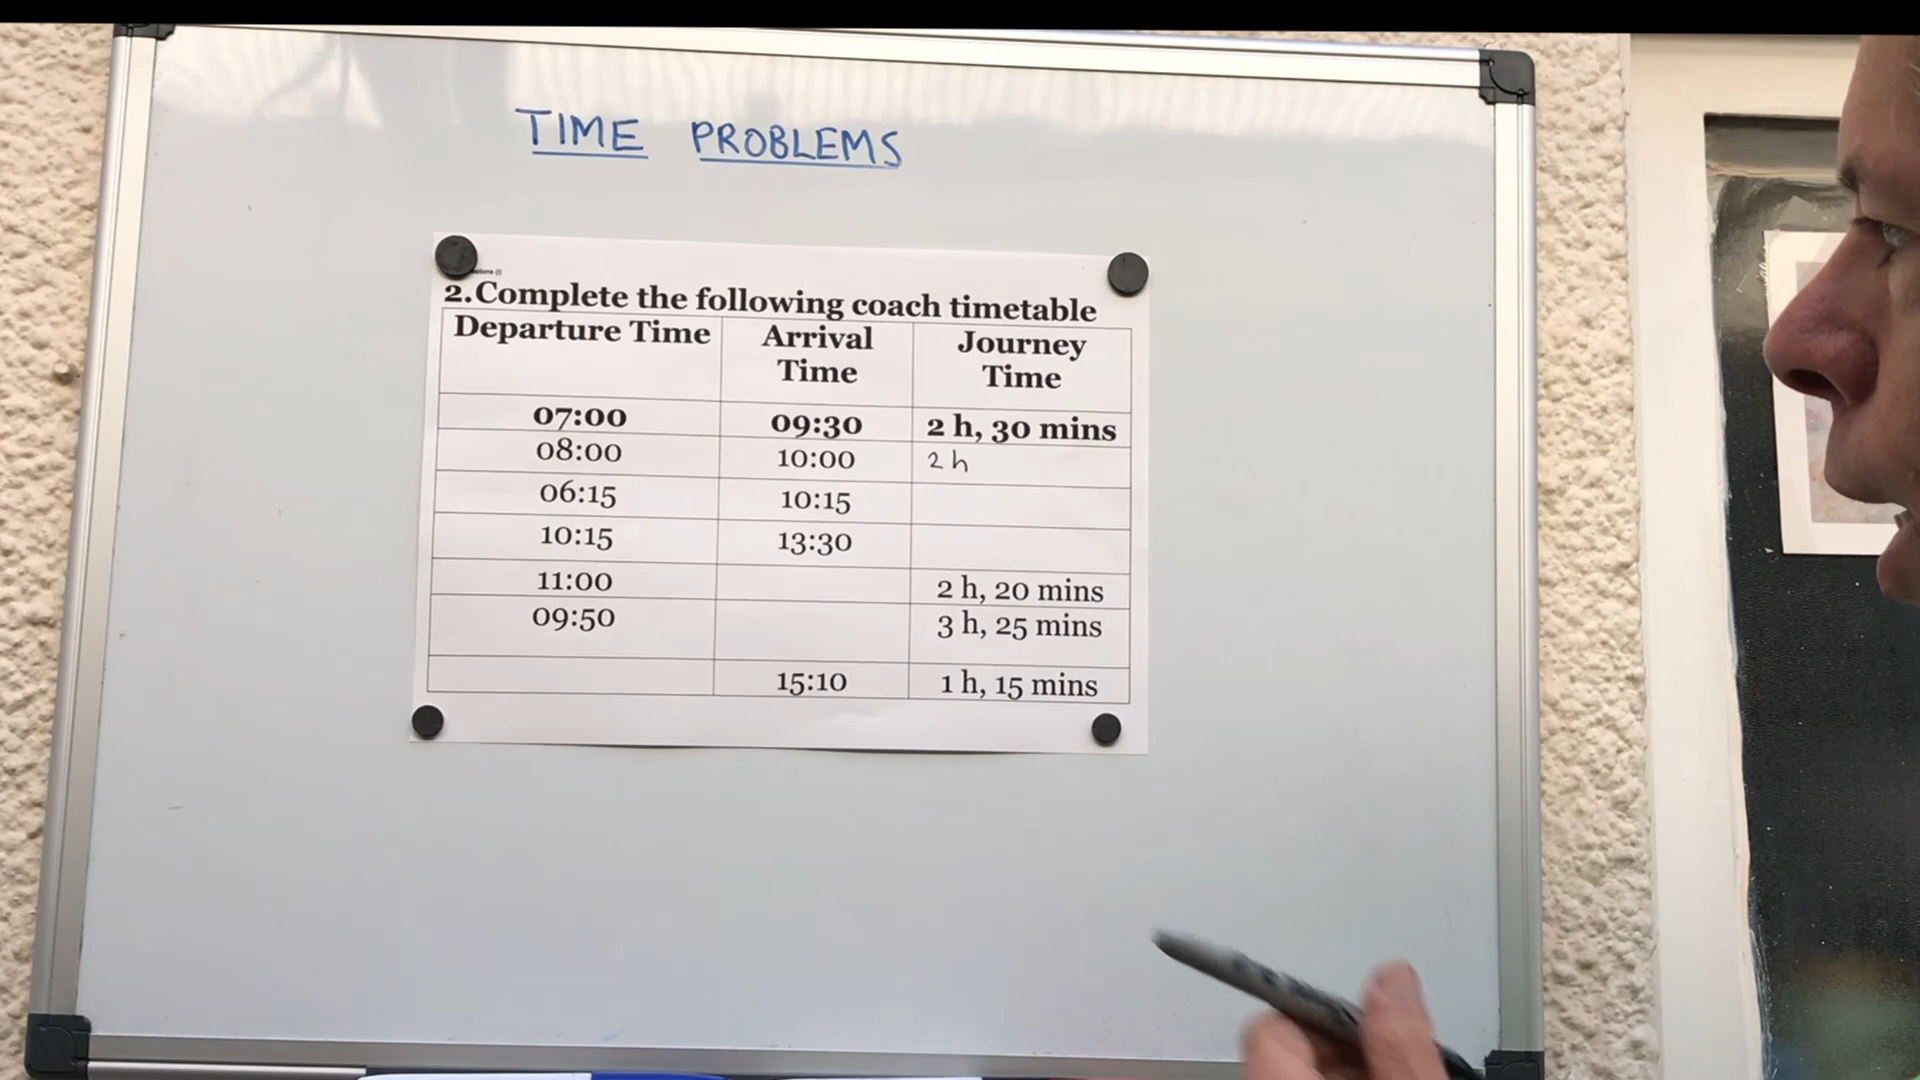 TIME PROBLEMS
2.Complete the following coach timetable
Departure Time Arrival Time Journey Time
07:00 09:30 2 h, 30 mins
08:00 10:00 2 h
06:15 10:15
10:15 13:30
11:00 2 h, 20 mins
09:50 3 h, 25 mins
15:10 1 h, 15 mins